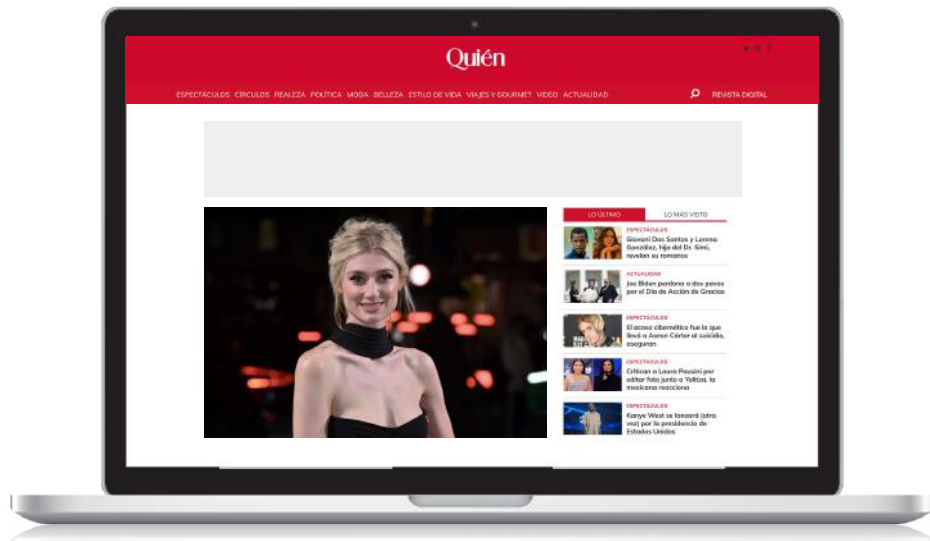 Quién
ESPECTÁCULOS CÍRCULOS REALEZA POLÍTICA MODA BELLEZA ESTILO DE VIDA VIAJES Y GOURMET VIDEO ACTUALIDAD
REVISTA DIGITAL
LO ÚLTIMO LO MÁS VISTO
ESPECTÁCULOS
Giovani Dos Santos y Lorena
González, hija del Dr. Simi,
revelan su romance
ACTUALIDAD
Joe Biden perdona a dos pavos
por el Día de Acción de Gracias
ESPECTÁCULOS
El acoso cibernético fue lo que
llevó a Aaron Carter al suicidio,
aseguran
ESPECTÁCULOS
Critican a Laura Pausini por
editar foto junto a Yalitza, la
mexicana reacciona
ESPECTÁCULOS
Kanye West se lanzará (otra
vez) por la presidencia de
Estados Unidos